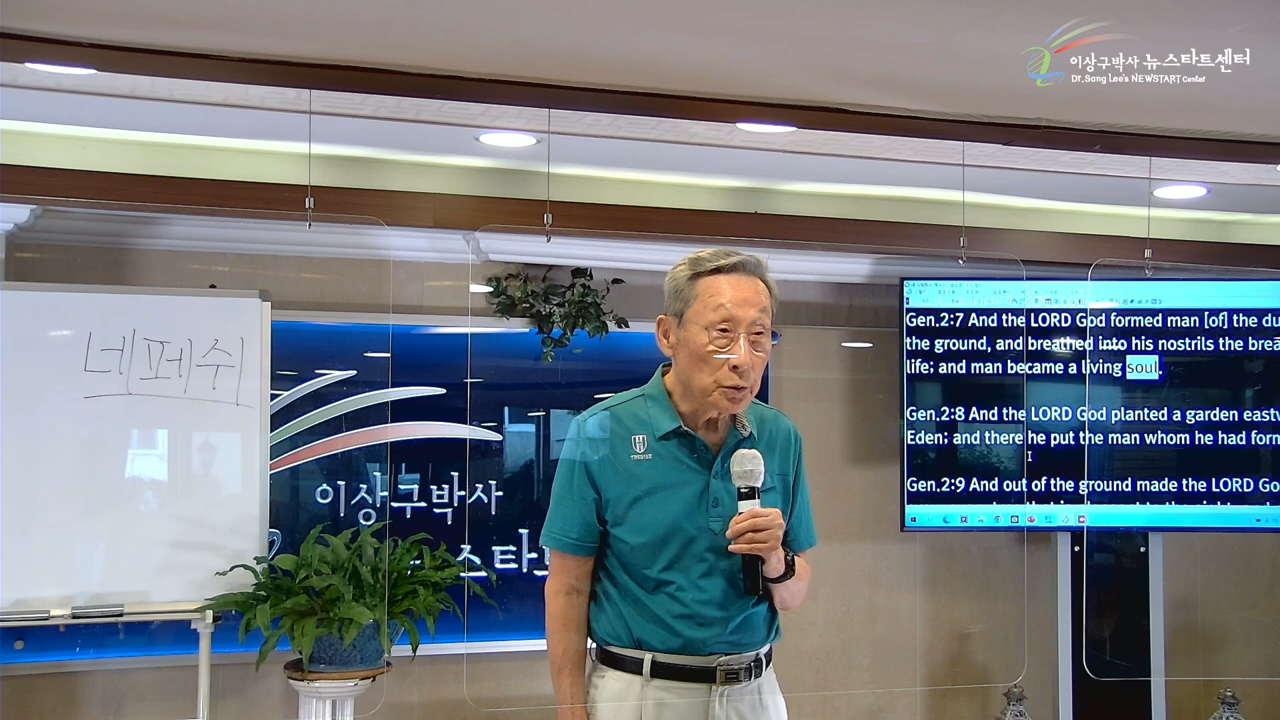 이상구박사 뉴스타트센터
Dr. Sang Lee's NEWSTART Center
네페쉬
이상구박사
스타트
Gen.2:7 And the LORD God formed man [of] the du
the ground, and breathed into his nostrils the brea
life; and man became a living soul.
Gen.2:8 And the LORD God planted a garden eastw
Eden; and there he put the man whom he had form
Gen.2:9 And out of the ground made the LORD Go